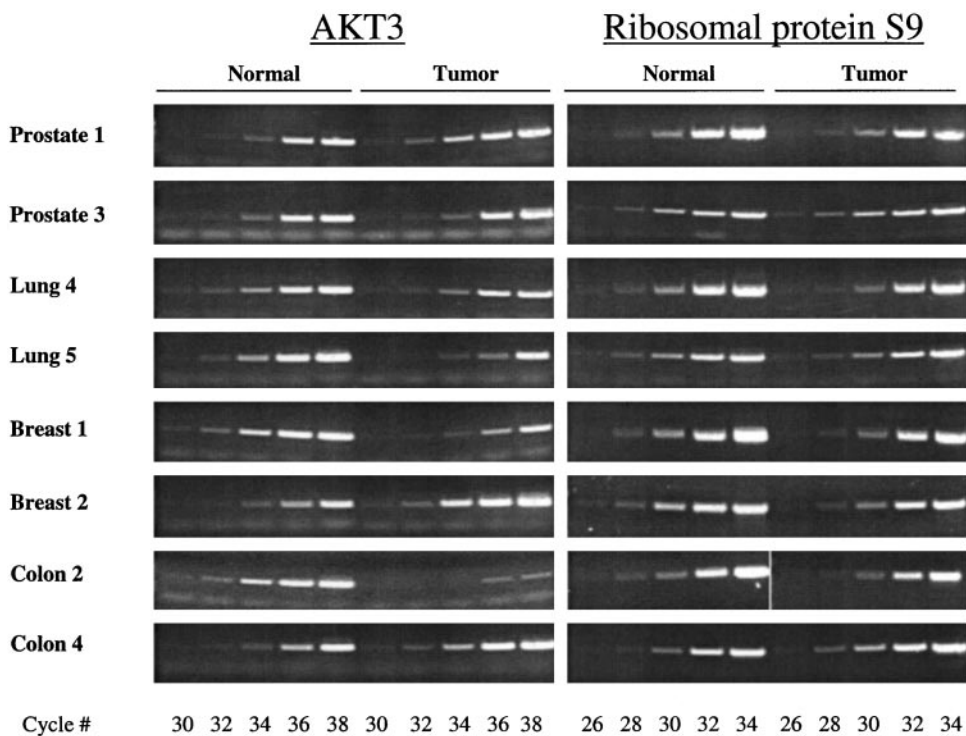 AKT3 Ribosomal protein S9
Normal Tumor Normal Tumor
Prostate 1
Prostate 3
Lung 4
Lung 5
Breast 1
Breast 2
Colon 2
Colon 4
Cycle # 30 32 34 36 38 30 32 34 36 38 26 28 30 32 34 26 28 30 32 34